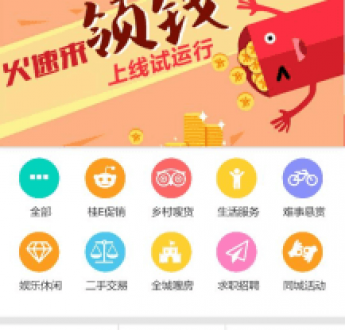 火速来领钱
上线试运行
全部
桂E促销
乡村嗖货
生活服务
难事悬赏
娱乐休闲
二手交易
全城嗖房
求职招聘
同城活动